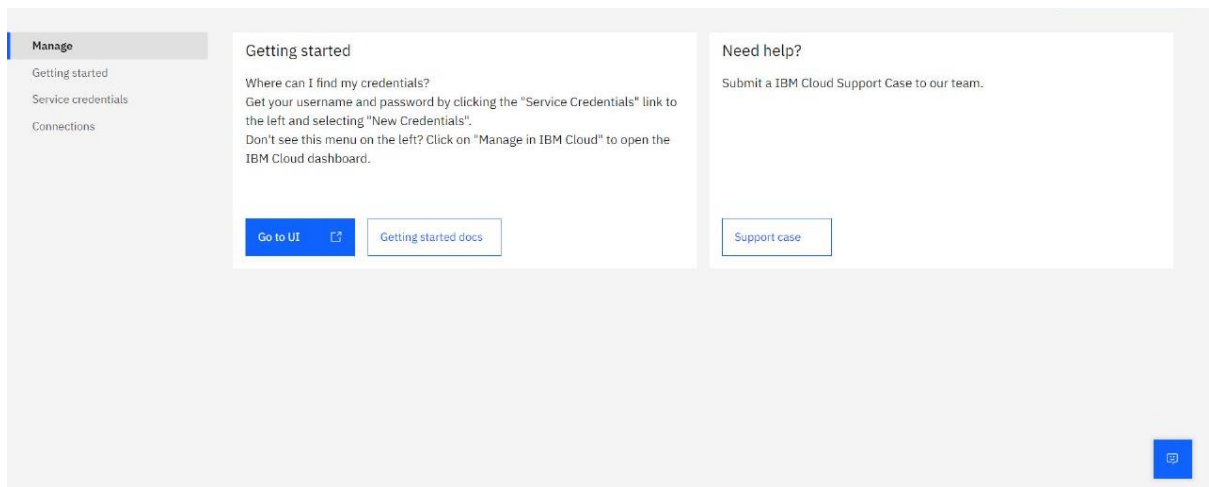 Manage
Getting started
Service credentials
Connections
Getting started
Where can I find my credentials?
Get your username and password by clicking the "Service Credentials" link to
the left and selecting "New Credentials".
Don't see this menu on the left? Click on "Manage in IBM Cloud" to open the
IBM Cloud dashboard.
Go to UI
Getting started docs
Need help?
Submit a IBM Cloud Support Case to our team.
Support case